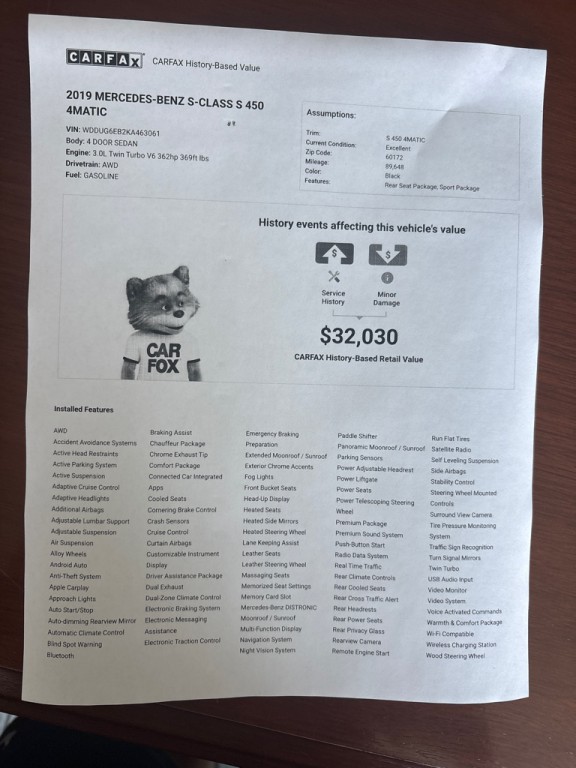 CARFAX CARFAX History-Based Value
2019 MERCEDES-BENZ S-CLASS S 450
4MATIC
VIN: WDDUG6EB2KA463061
Body: 4 DOOR SEDAN
Engine: 3.0L Twin Turbo V6 362hp 369ft lbs
Drivetrain: AWD
Fuel: GASOLINE
Assumptions:
Trim: S 450 4MATIC
Current Condition: Excellent
Zip Code: 60172
Mileage: 89,648
Color: Black
Features: Rear Seat Package, Sport Package
History events affecting this vehicle's value
$ $
Service Minor
History Damage
$32,030
CARFAX History-Based Retail Value
CAR
FOX
Installed Features
AWD
Accident Avoidance Systems
Active Head Restraints
Active Parking System
Active Suspension
Adaptive Cruise Control
Adaptive Headlights
Additional Airbags
Adjustable Lumbar Support
Adjustable Suspension
Air Suspension
Alloy Wheels
Android Auto
Anti-Theft System
Apple Carplay
Approach Lights
Auto Start/Stop
Auto-dimming Rearview Mirror
Automatic Climate Control
Blind Spot Warning
Bluetooth
Braking Assist
Chauffeur Package
Chrome Exhaust Tip
Comfort Package
Connected Car Integrated
Apps
Cooled Seats
Cornering Brake Control
Crash Sensors
Cruise Control
Curtain Airbags
Customizable Instrument
Display
Driver Assistance Package
Dual Exhaust
Dual-Zone Climate Control
Electronic Braking System
Electronic Messaging
Assistance
Electronic Traction Control
Emergency Braking
Preparation
Extended Moonroof / Sunroof
Exterior Chrome Accents
Fog Lights
Front Bucket Seats
Head-Up Display
Heated Seats
Heated Side Mirrors
Heated Steering Wheel
Lane Keeping Assist
Leather Seats
Leather Steering Wheel
Massaging Seats
Memorized Seat Settings
Memory Card Slot
Mercedes-Benz DISTRONIC
Moonroof / Sunroof
Multi-Function Display
Navigation System
Night Vision System
Paddle Shifter
Panoramic Moonroof / Sunroof
Parking Sensors
Power Adjustable Headrest
Power Liftgate
Power Seats
Power Telescoping Steering
Wheel
Premium Package
Premium Sound System
Push-Button Start
Radio Data System
Real Time Traffic
Rear Climate Controls
Rear Cooled Seats
Rear Cross Traffic Alert
Rear Headrests
Rear Power Seats
Rear Privacy Glass
Rearview Camera
Remote Engine Start
Run Flat Tires
Satellite Radio
Self Leveling Suspension
Side Airbags
Stability Control
Steering Wheel Mounted
Controls
Surround View Camera
Tire Pressure Monitoring
System
Traffic Sign Recognition
Turn Signal Mirrors
Twin Turbo
USB Audio Input
Video Monitor
Video System
Voice Activated Commands
Warmth & Comfort Package
Wi-Fi Compatible
Wireless Charging Station
Wood Steering Wheel